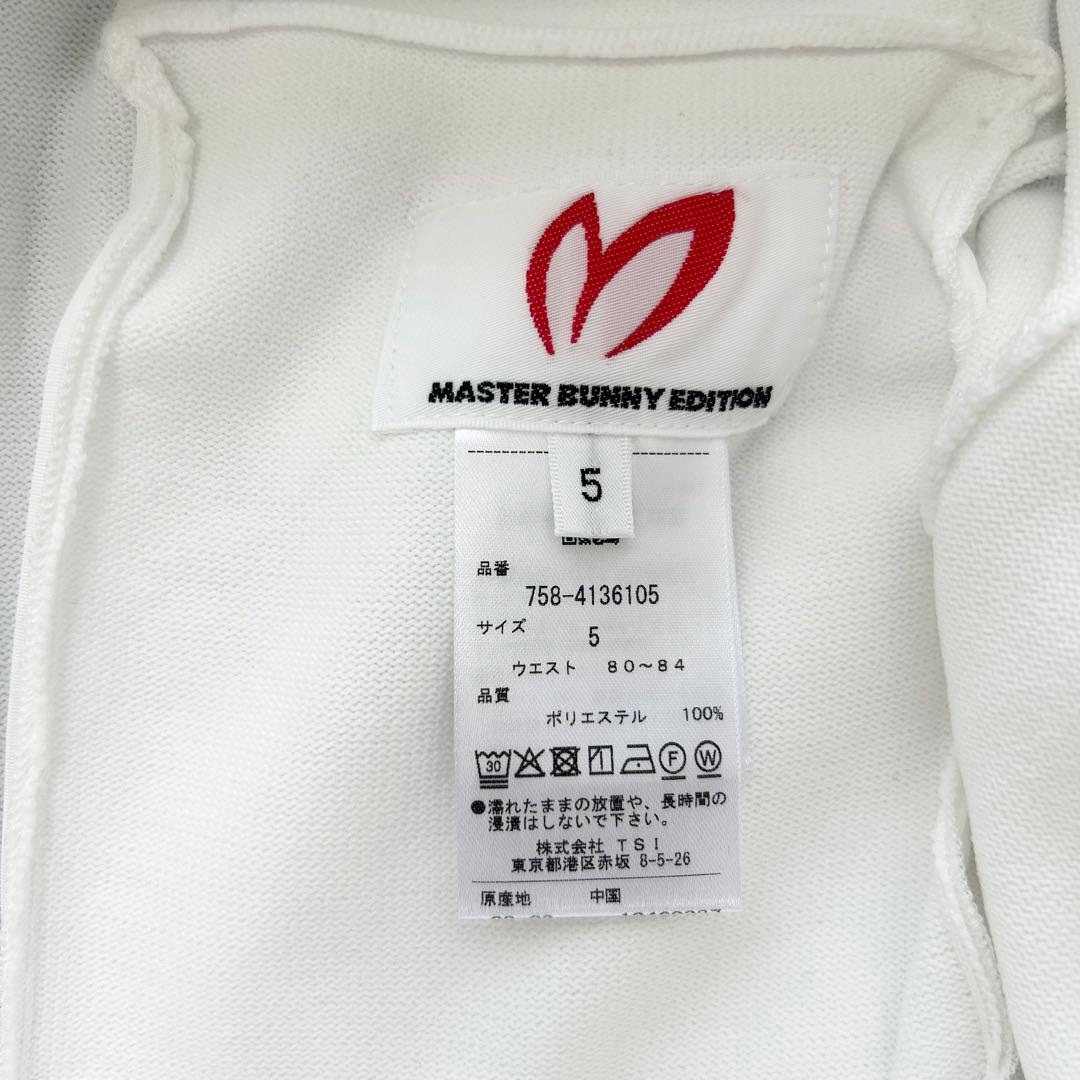 MASTER BUNNY EDITION
5
品番
758-4136105
サイズ
5
ウエスト 80～84
品質
ポリエステル 100%
30
F W
●濡れたままの放置や、長時間の
浸漬はしないで下さい。
株式会社 TSI
東京都港区赤坂 8-5-26
原産地 中国